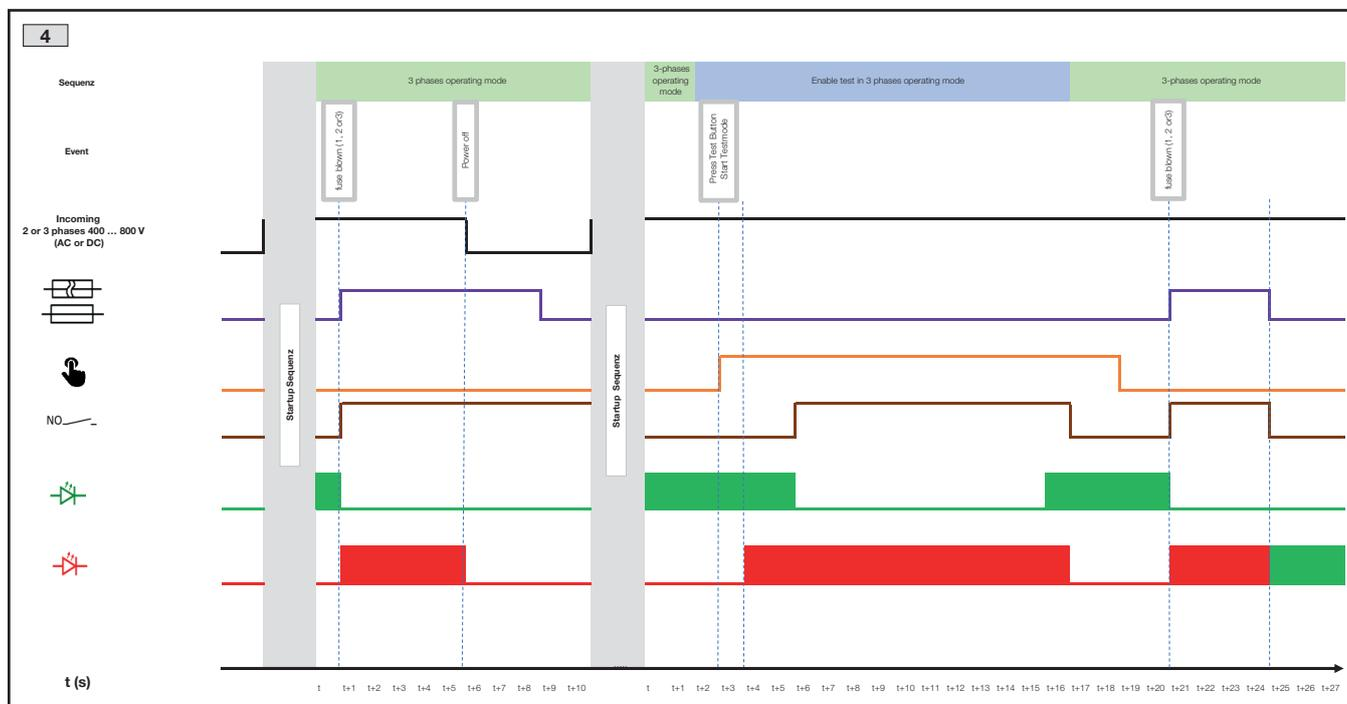 4
Sequenz
3 phases operating mode
3-phases
operating
mode
Enable test in 3 phases operating mode
3-phases operating mode
Event
fuse blown (1, 2 or3)
Power off
Press Test Button
Start Testmode
fuse blown (1, 2 or3)
Incoming
2 or 3 phases 400 ... 800 V
(AC or DC)
Startup Sequenz
Startup Sequenz
NO
t (s)
t t+1 t+2 t+3 t+4 t+5 t+6 t+7 t+8 t+9 t+10
t t+1 t+2 t+3 t+4 t+5 t+6 t+7 t+8 t+9 t+10 t+11 t+12 t+13 t+14 t+15 t+16 t+17 t+18 t+19 t+20 t+21 t+22 t+23 t+24 t+25 t+26 t+27